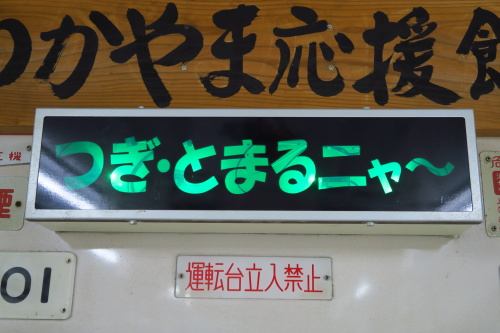 かやま応援
つぎ・とまるニャ〜
運転台立入禁止
01